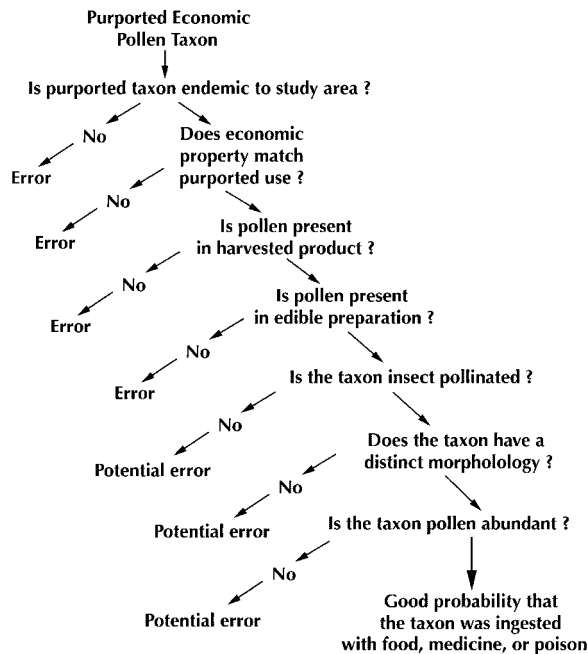 Purported Economic
Pollen Taxon
Is purported taxon endemic to study area ?
No
Error
Does economic
property match
purported use ?
No
Error
Is pollen present
in harvested product ?
No
Error
Is pollen present
in edible preparation ?
No
Error
Is the taxon insect pollinated ?
No
Potential error
Does the taxon have a
distinct morpholology ?
No
Potential error
Is the taxon pollen abundant ?
No
Potential error
Good probability that
the taxon was ingested
with food, medicine, or poison